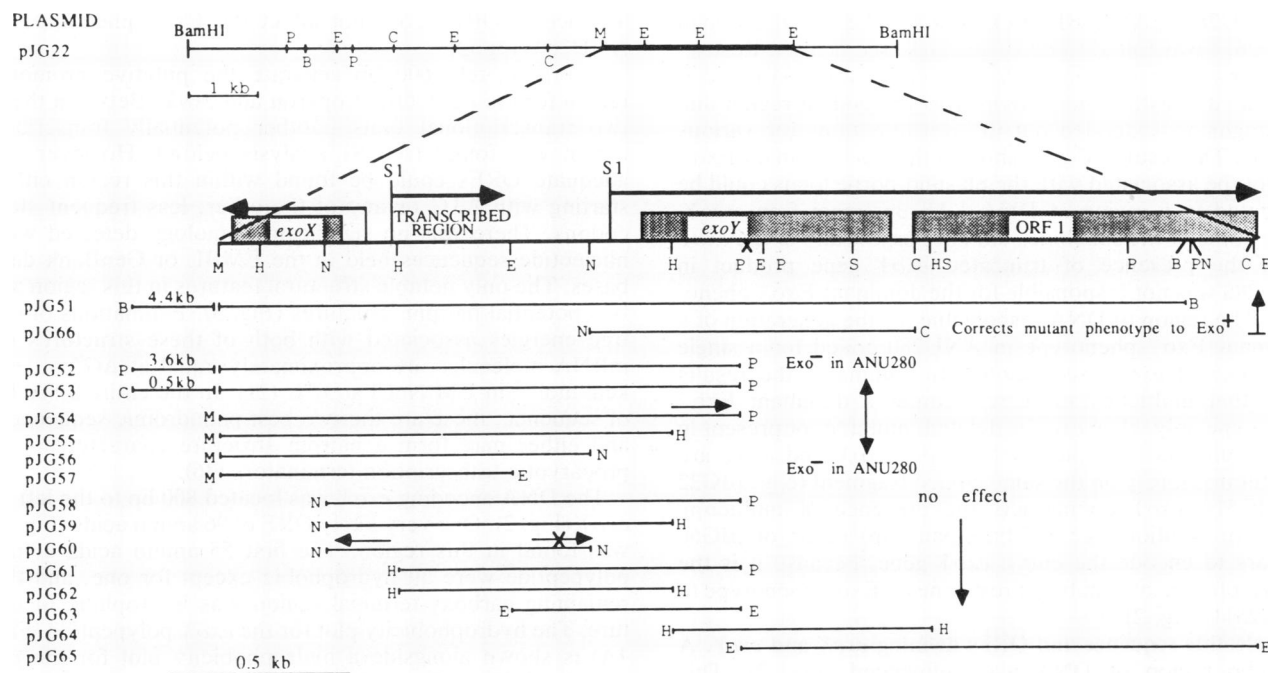 PLASMID
BamHI P E C E M E E E BamHI
pJG22
B P C
1 kb
S1 S1
exoX TRANSCRIBED REGION exoY ORF 1
M H N H E N H P E P S C H S P P P N C E
pJG51 B 4.4kb B
pJG66 N C Corrects mutant phenotype to Exo+
pJG52 P 3.6kb P Exo− in ANU280
pJG53 C 0.5kb P
pJG54 M P
pJG55 M H
pJG56 M N
pJG57 M E Exo− in ANU280
pJG58 N P no effect
pJG59 N H
pJG60 N X N
pJG61 H P
pJG62 H H
pJG63 E E
pJG64 H H
pJG65 E E
0.5 kb